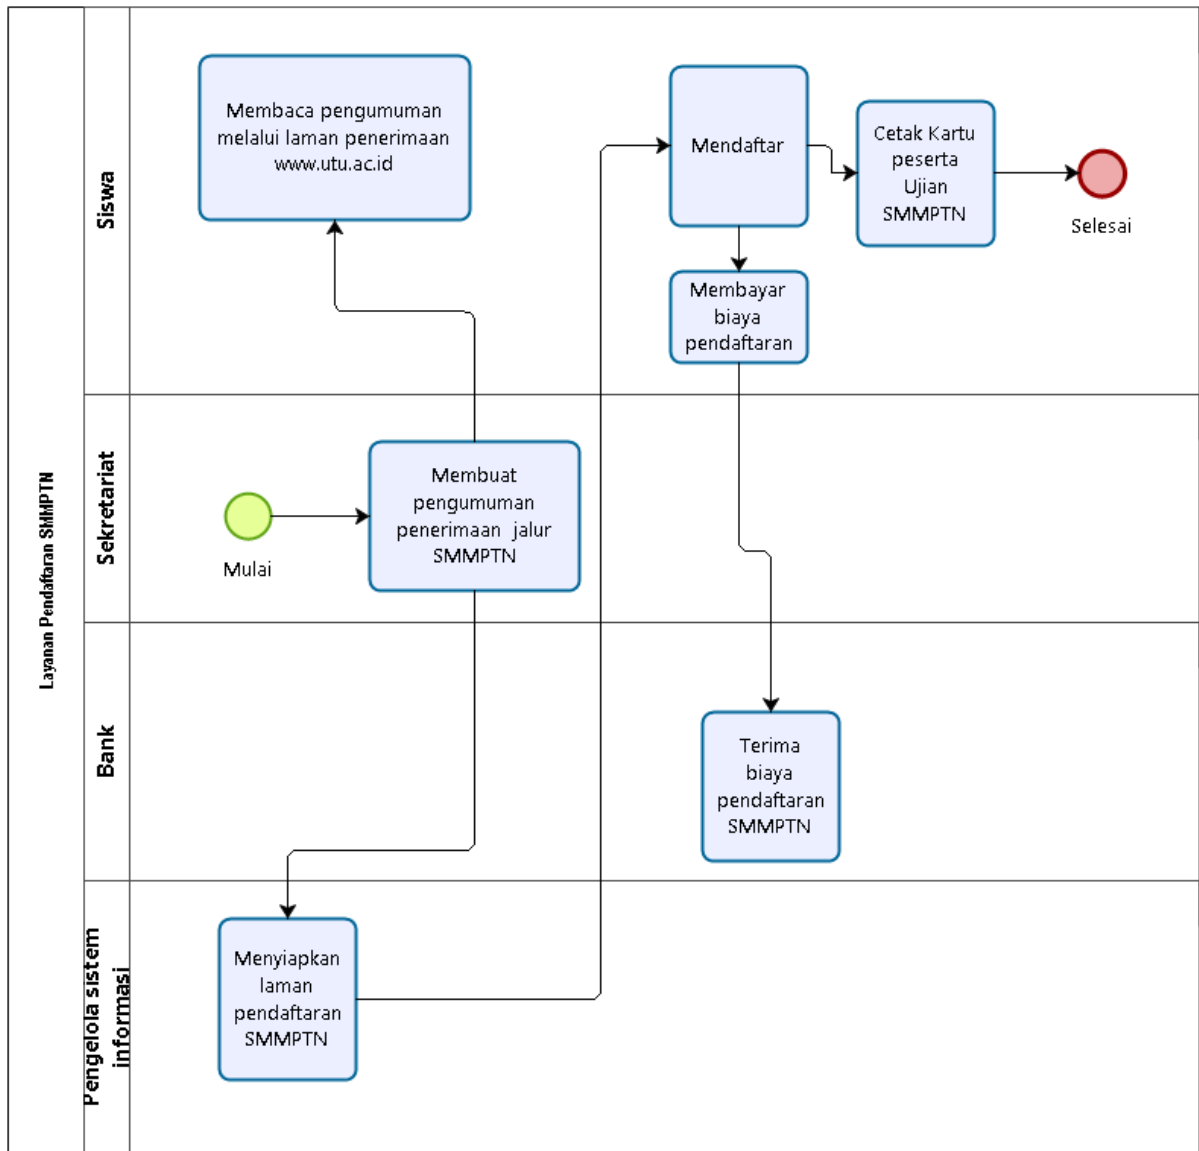 Layanan Pendaftaran SMMPTN
Siswa
Membaca pengumuman
melalui laman penerimaan
www.utu.ac.id
Mendaftar
Cetak Kartu
peserta
Ujian
SMMPTN
Selesai
Membayar
biaya
pendaftaran
Sekretariat
Mulai
Membuat
pengumuman
penerimaan jalur
SMMPTN
Bank
Terima
biaya
pendaftaran
SMMPTN
Pengelola sistem
informasi
Menyiapkan
laman
pendaftaran
SMMPTN